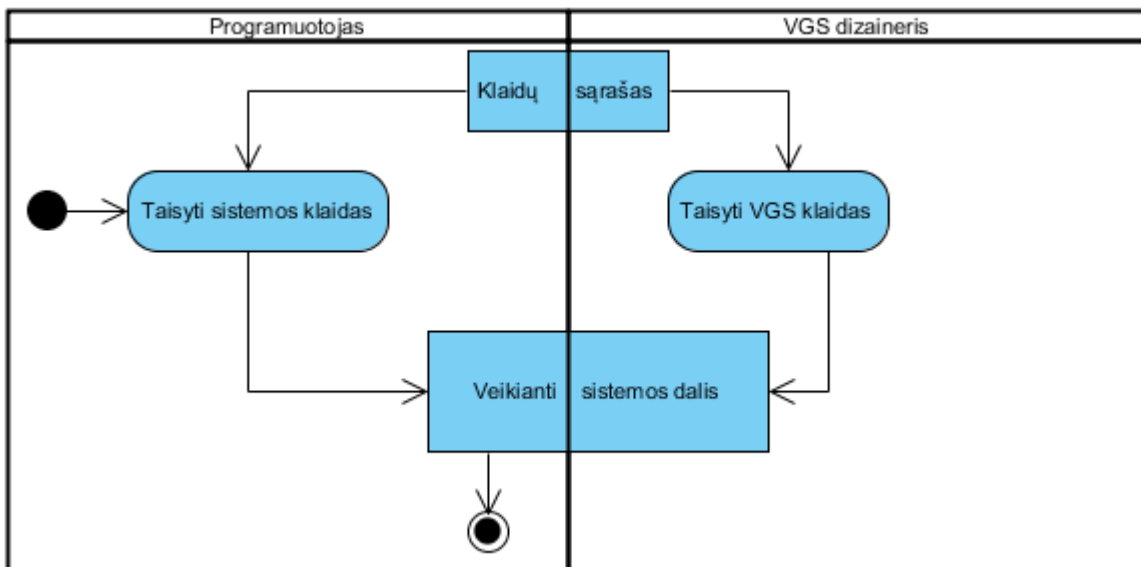 Programuotojas
VGS dizaineris
Klaidų sąrašas
Taisyti sistemos klaidas
Taisyti VGS klaidas
Veikianti sistemos dalis